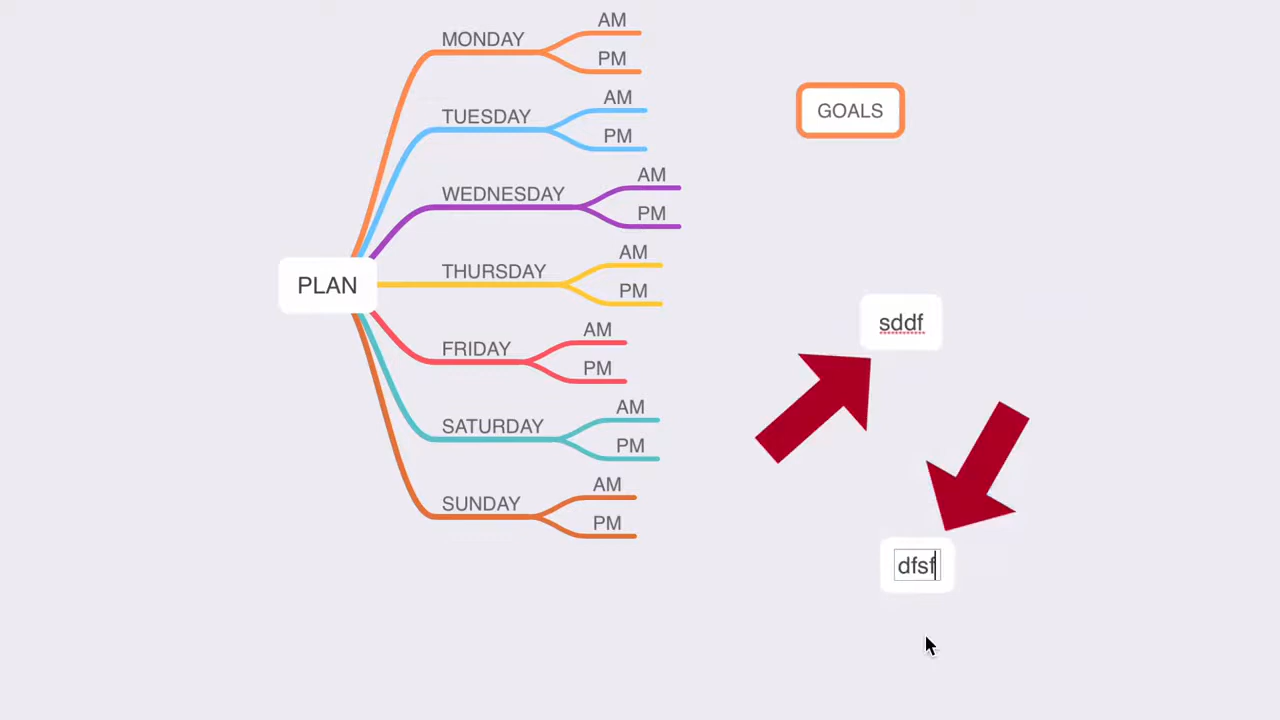 PLAN
MONDAY
AM
PM
TUESDAY
AM
PM
WEDNESDAY
AM
PM
THURSDAY
AM
PM
FRIDAY
AM
PM
SATURDAY
AM
PM
SUNDAY
AM
PM
GOALS
sddf
dfsf